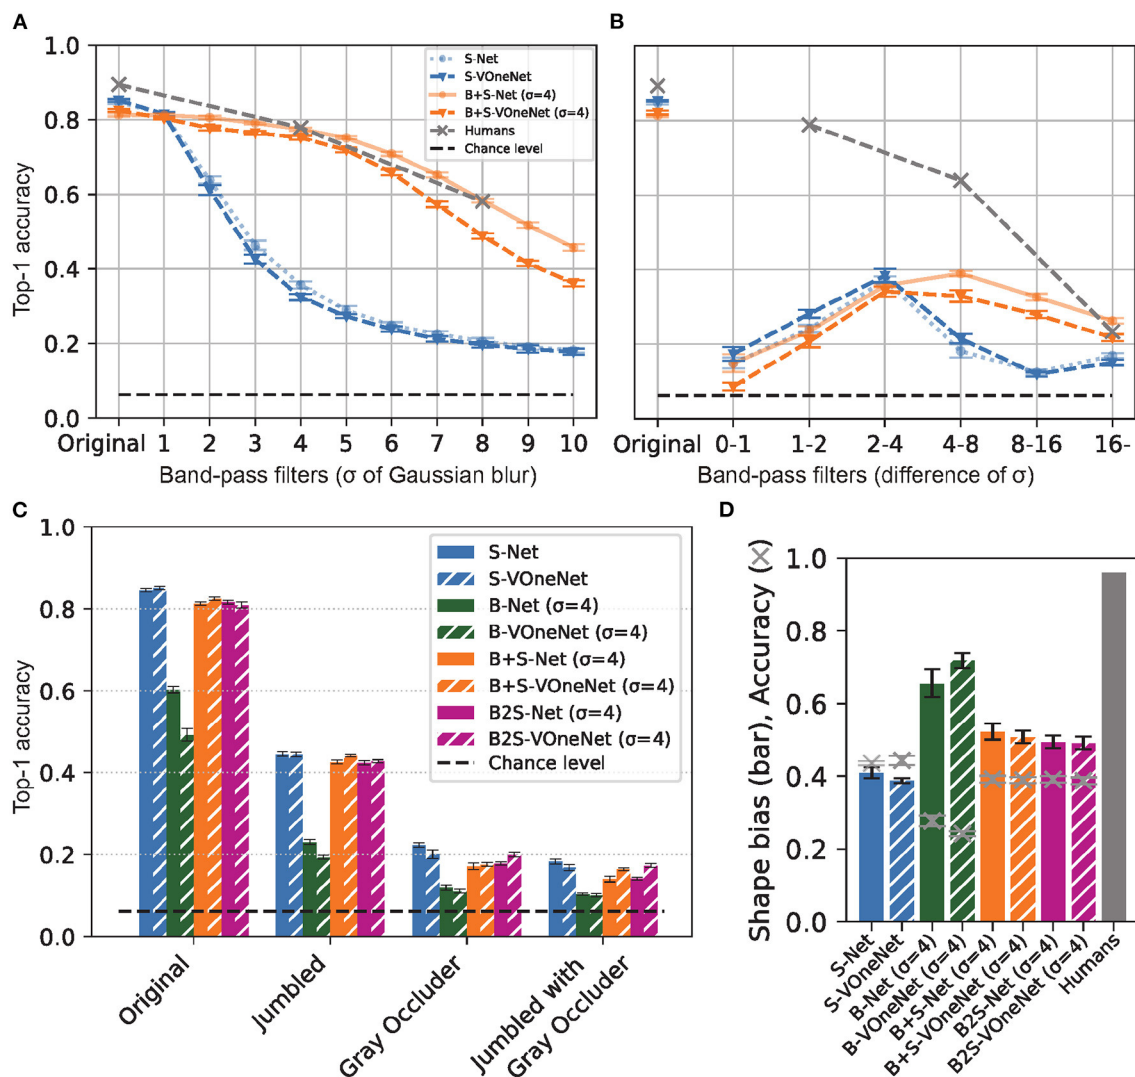 A
1.0
0.8
0.6
0.4
0.2
0.0
Top-1 accuracy
S-Net
S-VOneNet
B+S-Net (σ=4)
B+S-VOneNet (σ=4)
Humans
Chance level
Original 1 2 3 4 5 6 7 8 9 10
Band-pass filters (σ of Gaussian blur)
B
Original 0-1 1-2 2-4 4-8 8-16 16-
Band-pass filters (difference of σ)
C
1.0
0.8
0.6
0.4
0.2
0.0
Top-1 accuracy
S-Net
S-VOneNet
B-Net (σ=4)
B-VOneNet (σ=4)
B+S-Net (σ=4)
B+S-VOneNet (σ=4)
B2S-Net (σ=4)
B2S-VOneNet (σ=4)
Chance level
Original
Jumbled
Gray Occluder
Jumbled with
Gray Occluder
D
Shape bias (bar), Accuracy (×)
1.0
0.8
0.6
0.4
0.2
0.0
S-Net
S-VOneNet
B-Net (σ=4)
B-VOneNet (σ=4)
B+S-Net (σ=4)
B+S-VOneNet (σ=4)
B2S-Net (σ=4)
B2S-VOneNet (σ=4)
Humans